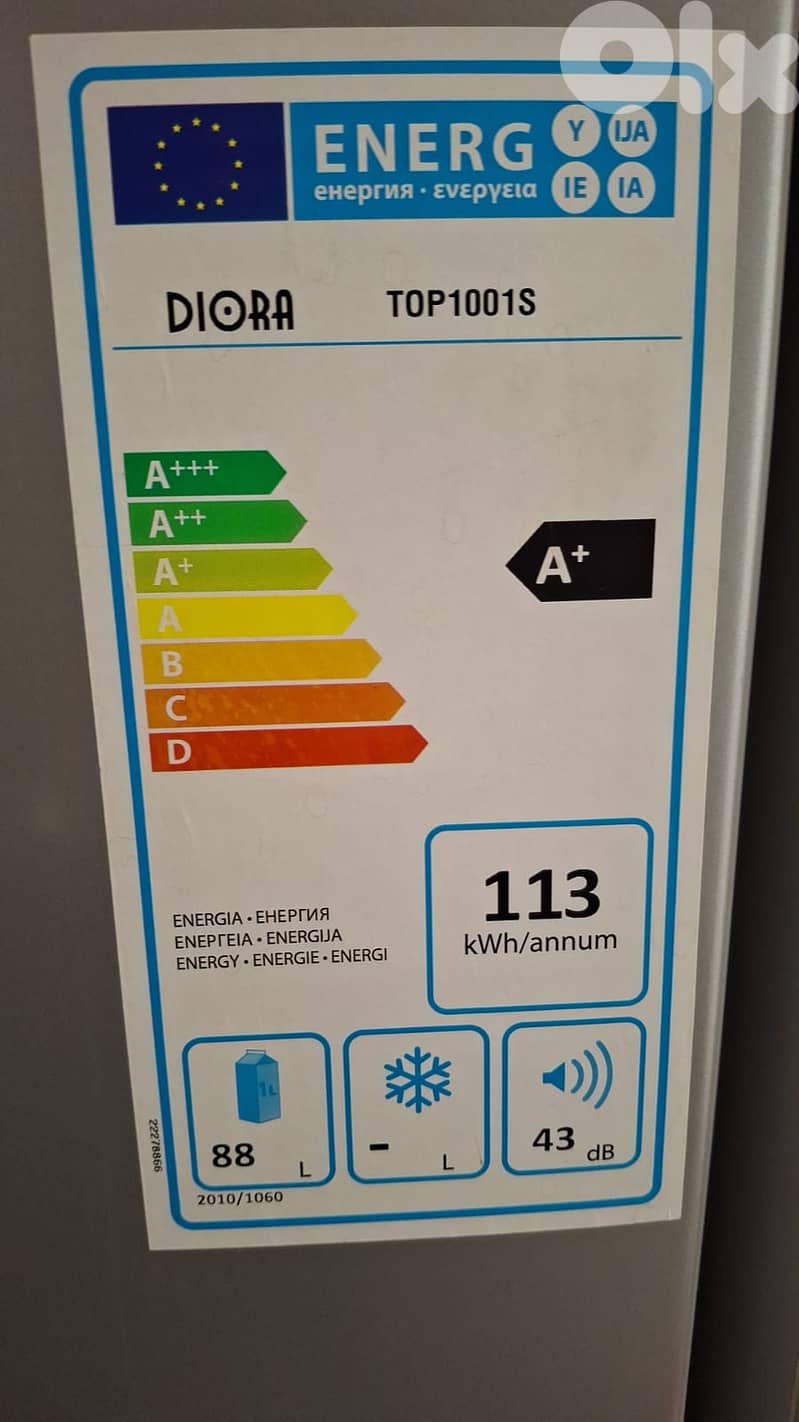 olx
ENERG Y IJA
енергия · ενεργεια IE IA
DIORA TOP1001S
A+++
A++
A+
A
B
C
D
A+
113
kWh/annum
ENERGIA · ЕНЕРГИЯ
ΕΝΕΡΓΕΙΑ · ENERGIJA
ENERGY · ENERGIE · ENERGI
1L
88 L
- L
43 dB
2010/1060
22278866